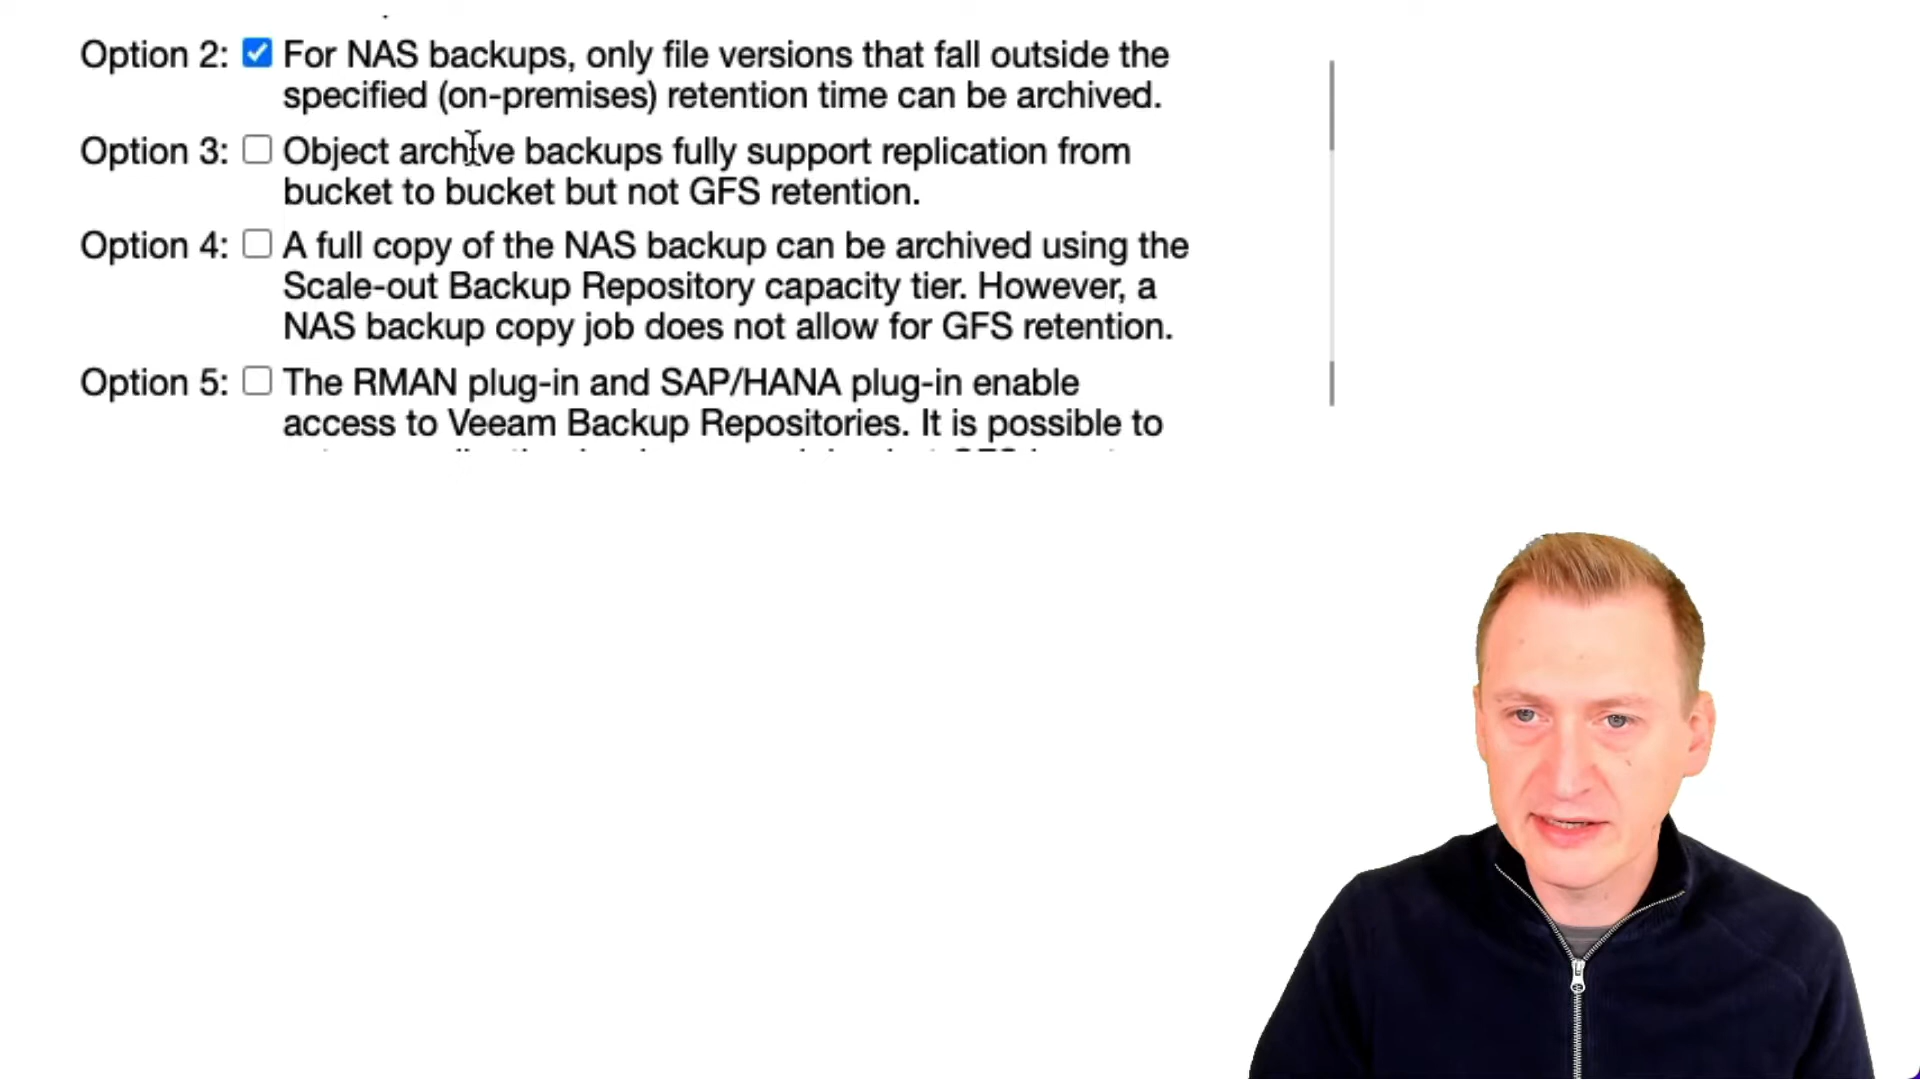 Option 2: For NAS backups, only file versions that fall outside the
specified (on-premises) retention time can be archived.
Option 3: Object archive backups fully support replication from
bucket to bucket but not GFS retention.
Option 4: A full copy of the NAS backup can be archived using the
Scale-out Backup Repository capacity tier. However, a
NAS backup copy job does not allow for GFS retention.
Option 5: The RMAN plug-in and SAP/HANA plug-in enable
access to Veeam Backup Repositories. It is possible to